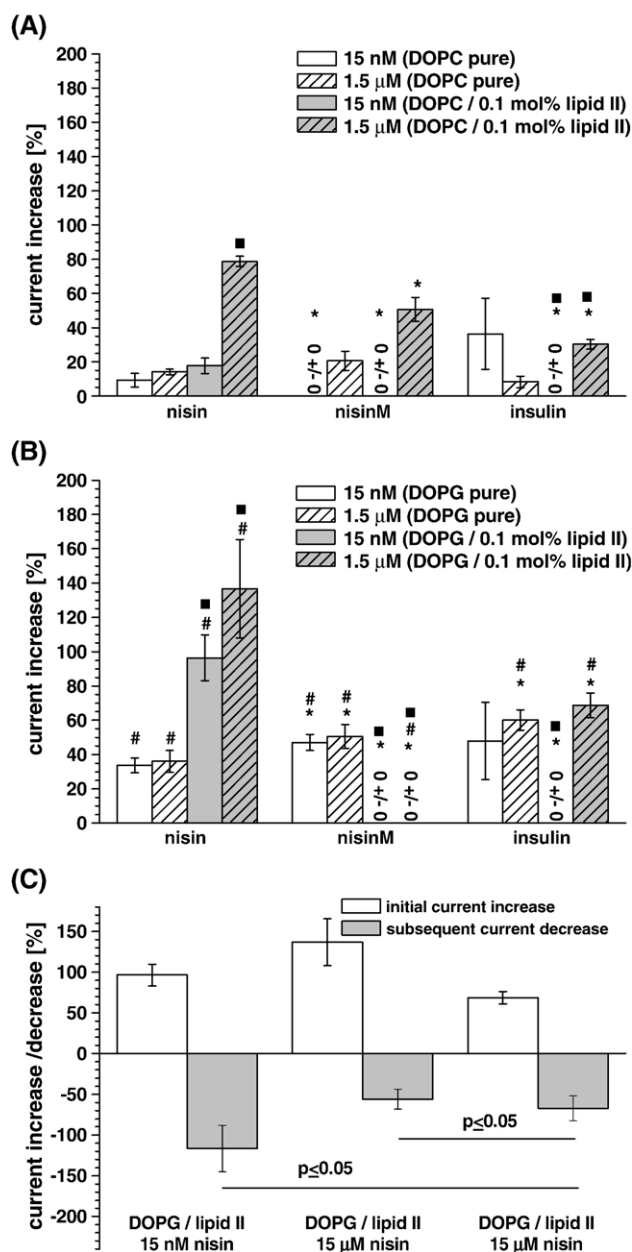 (A)
15 nM (DOPC pure)
1.5 μM (DOPC pure)
15 nM (DOPC / 0.1 mol% lipid II)
1.5 μM (DOPC / 0.1 mol% lipid II)
current increase [%]
200
180
160
140
120
100
80
60
40
20
0
■
* * *
■ ■
* *
0 -/+ 0
0 -/+ 0
0 -/+ 0
nisin nisinM insulin
(B)
15 nM (DOPG pure)
1.5 μM (DOPG pure)
15 nM (DOPG / 0.1 mol% lipid II)
1.5 μM (DOPG / 0.1 mol% lipid II)
current increase [%]
200
180
160
140
120
100
80
60
40
20
0
# #
■
#
■
#
#
*
#
*
■
*
■
#
*
#
*
■
*
#
*
0 -/+ 0
0 -/+ 0
0 -/+ 0
nisin nisinM insulin
(C)
initial current increase
subsequent current decrease
current increase /decrease [%]
150
100
50
0
-50
-100
-150
-200
p≤0.05
p≤0.05
DOPG / lipid II DOPG / lipid II DOPG / lipid II
15 nM nisin 15 μM nisin 15 μM nisin